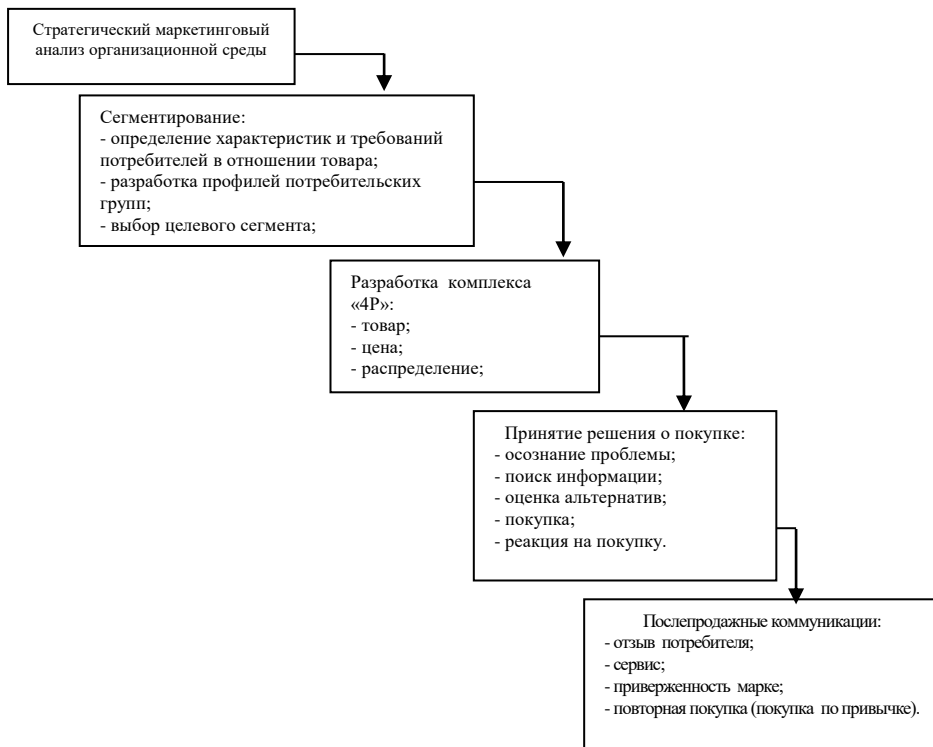 Стратегический маркетинговый
анализ организационной среды
Сегментирование:
- определение характеристик и требований
потребителей в отношении товара;
- разработка профилей потребительских
групп;
- выбор целевого сегмента;
Разработка комплекса
«4Р»:
- товар;
- цена;
- распределение;
Принятие решения о покупке:
- осознание проблемы;
- поиск информации;
- оценка альтернатив;
- покупка;
- реакция на покупку.
Послепродажные коммуникации:
- отзыв потребителя;
- сервис;
- приверженность марке;
- повторная покупка (покупка по привычке).